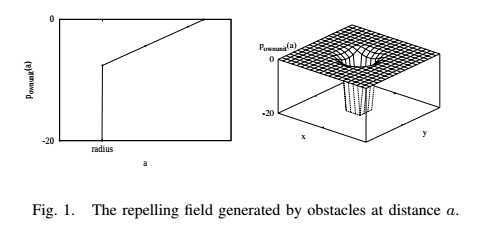 0
-20
p_ownunit(a)
radius
a
p_ownunit(a)
0
-20
x
y
Fig. 1. The repelling field generated by obstacles at distance a.